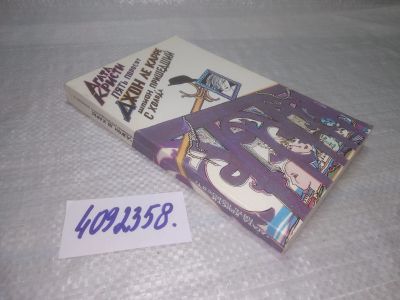 АГАТА
КРИСТИ
ПЯТЬ ПОРОСЯТ
ДЖОН ЛЕ КАРРЕ
ШПИОН, ПРИШЕДШИЙ
С ХОЛОДА
4092358.